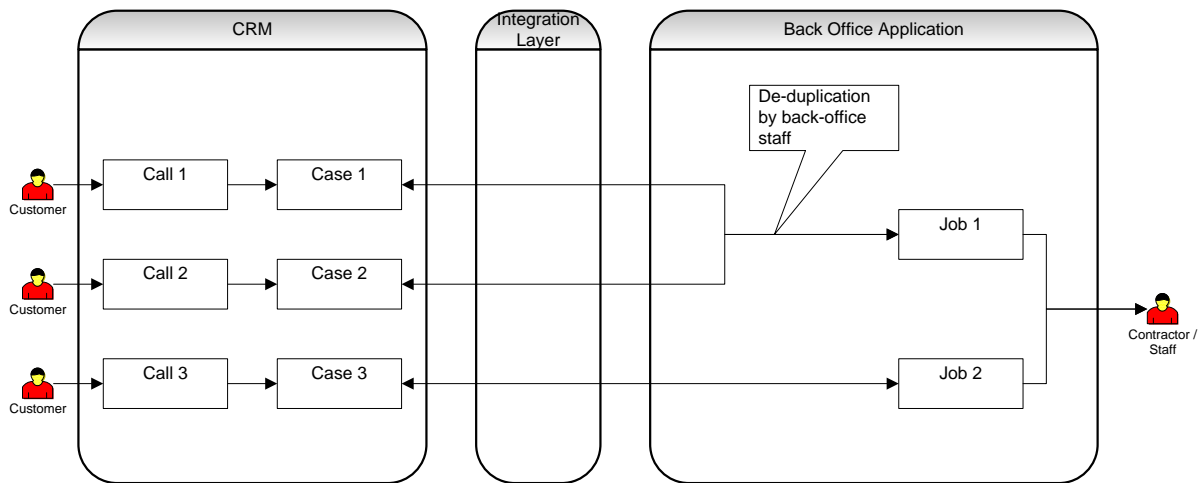 CRM
Integration
Layer
Back Office Application
De-duplication
by back-office
staff
Call 1
Case 1
Customer
Job 1
Call 2
Case 2
Customer
Contractor /
Staff
Call 3
Case 3
Job 2
Customer